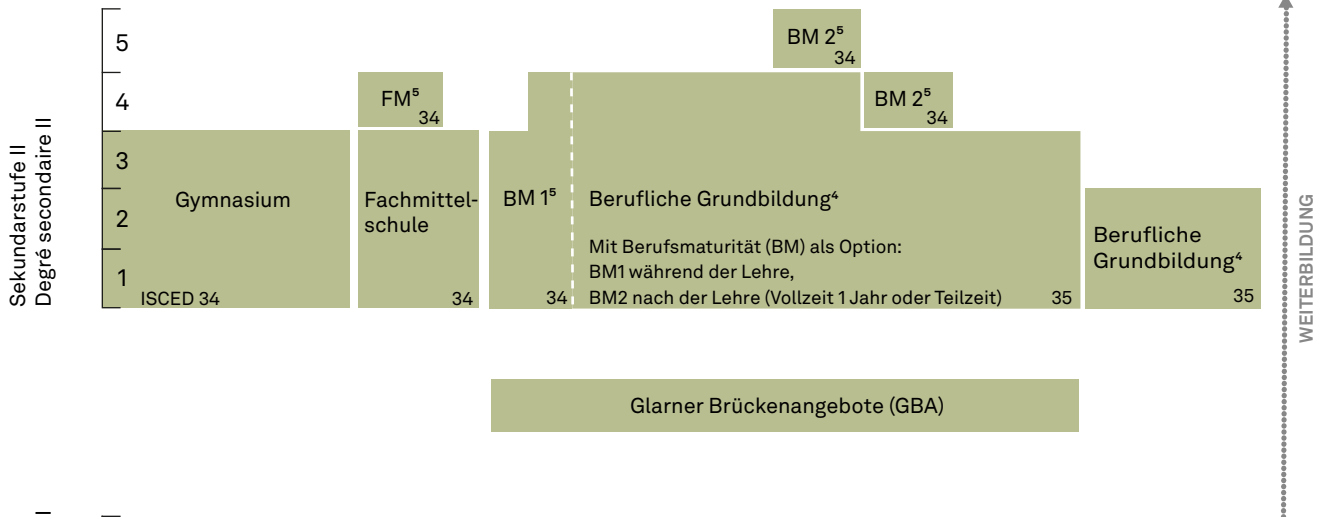 Sekundarstufe II
Degré secondaire II
5
4
3
2
1
BM 2⁵
34
FM⁵
34
BM 2⁵
34
Gymnasium
ISCED 34
Fachmittel-
schule
34
BM 1⁵
34
Berufliche Grundbildung⁴
Mit Berufsmaturität (BM) als Option:
BM1 während der Lehre,
BM2 nach der Lehre (Vollzeit 1 Jahr oder Teilzeit)
35
Berufliche
Grundbildung⁴
35
WEITERBILDUNG
Glarner Brückenangebote (GBA)